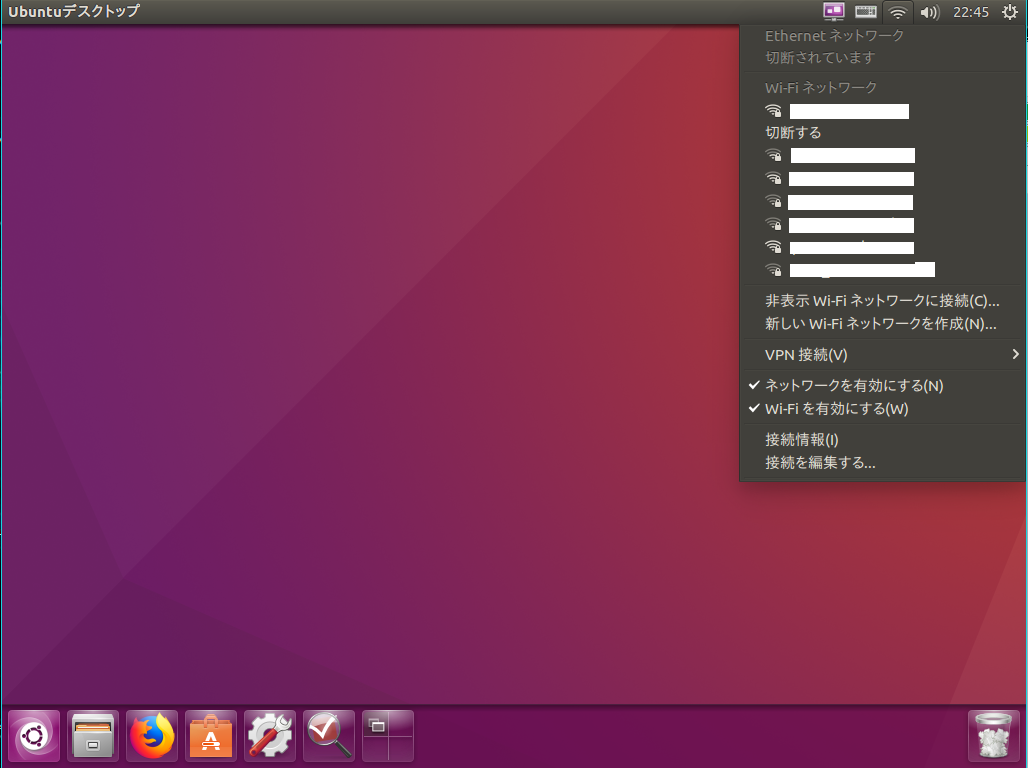 Ubuntuデスクトップ
22:45
Ethernet ネットワーク
切断されています
Wi-Fi ネットワーク
切断する
非表示 Wi-Fi ネットワークに接続(C)...
新しい Wi-Fi ネットワークを作成(N)...
VPN 接続(V)
ネットワークを有効にする(N)
Wi-Fi を有効にする(W)
接続情報(I)
接続を編集する...